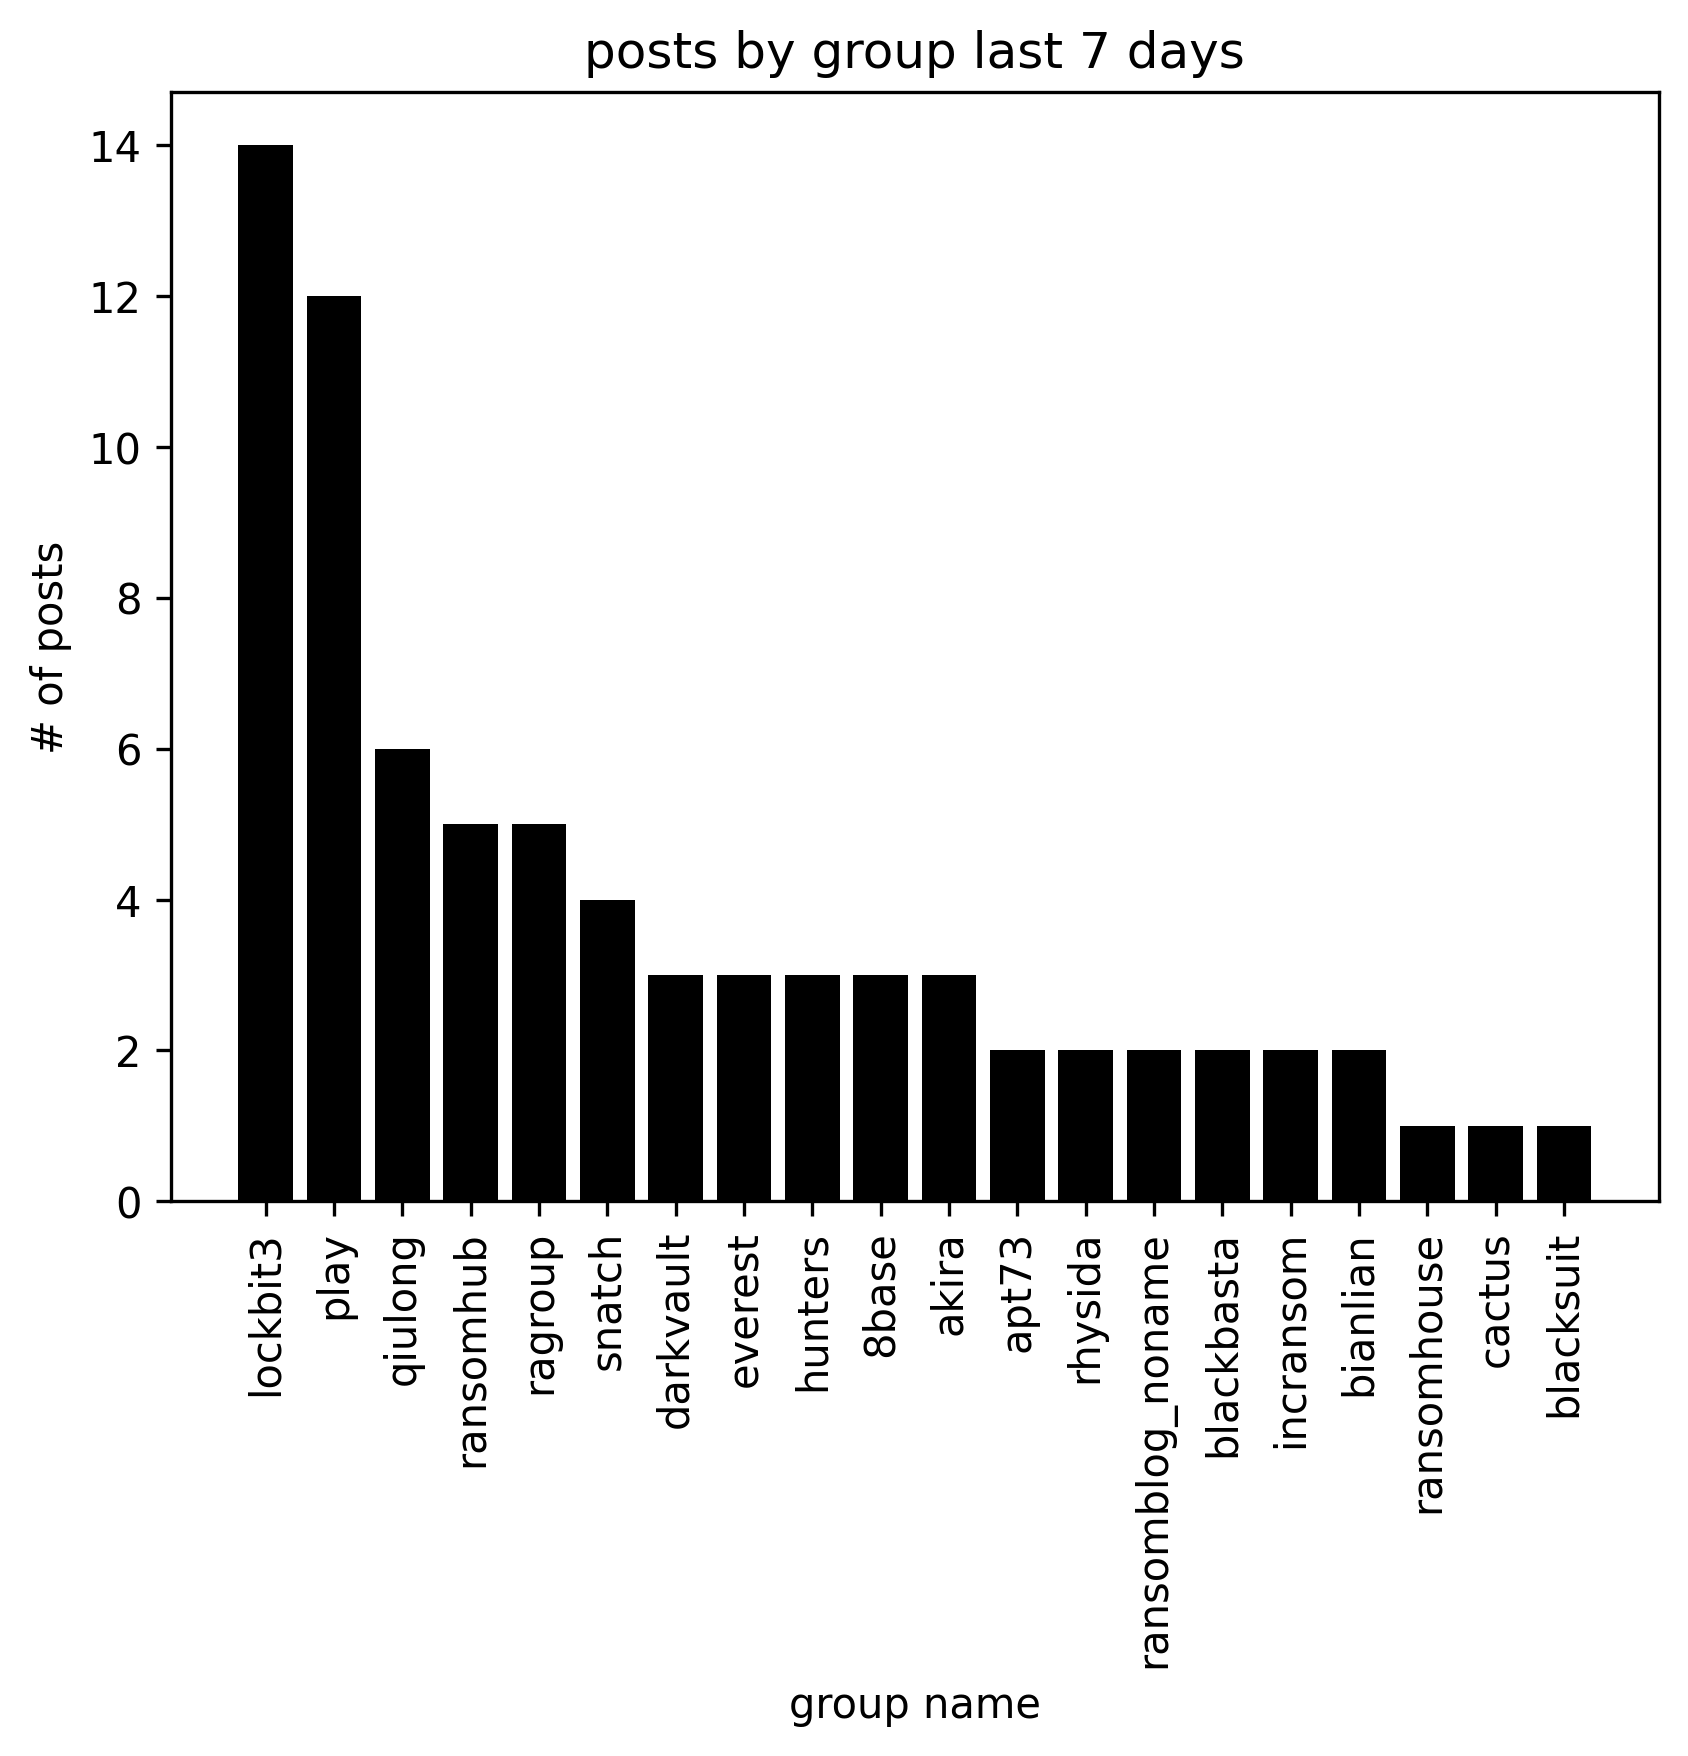 posts by group last 7 days
14
12
10
8
6
4
2
0
# of posts
lockbit3
play
qiulong
ransomhub
ragroup
snatch
darkvault
everest
hunters
8base
akira
apt73
rhysida
ransomblog_noname
blackbasta
incransom
bianlian
ransomhouse
cactus
blacksuit
group name